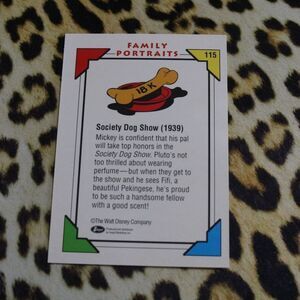 FAMILY
PORTRAITS
115
18 K
Society Dog Show (1939)
Mickey is confident that his pal
will take top honors in the
Society Dog Show. Pluto's not
too thrilled about wearing
perfume—but when they get
to the show and he sees Fifi, a
beautiful Pekingese, he's proud
to be such a handsome fellow
with a good scent!
©The Walt Disney Company